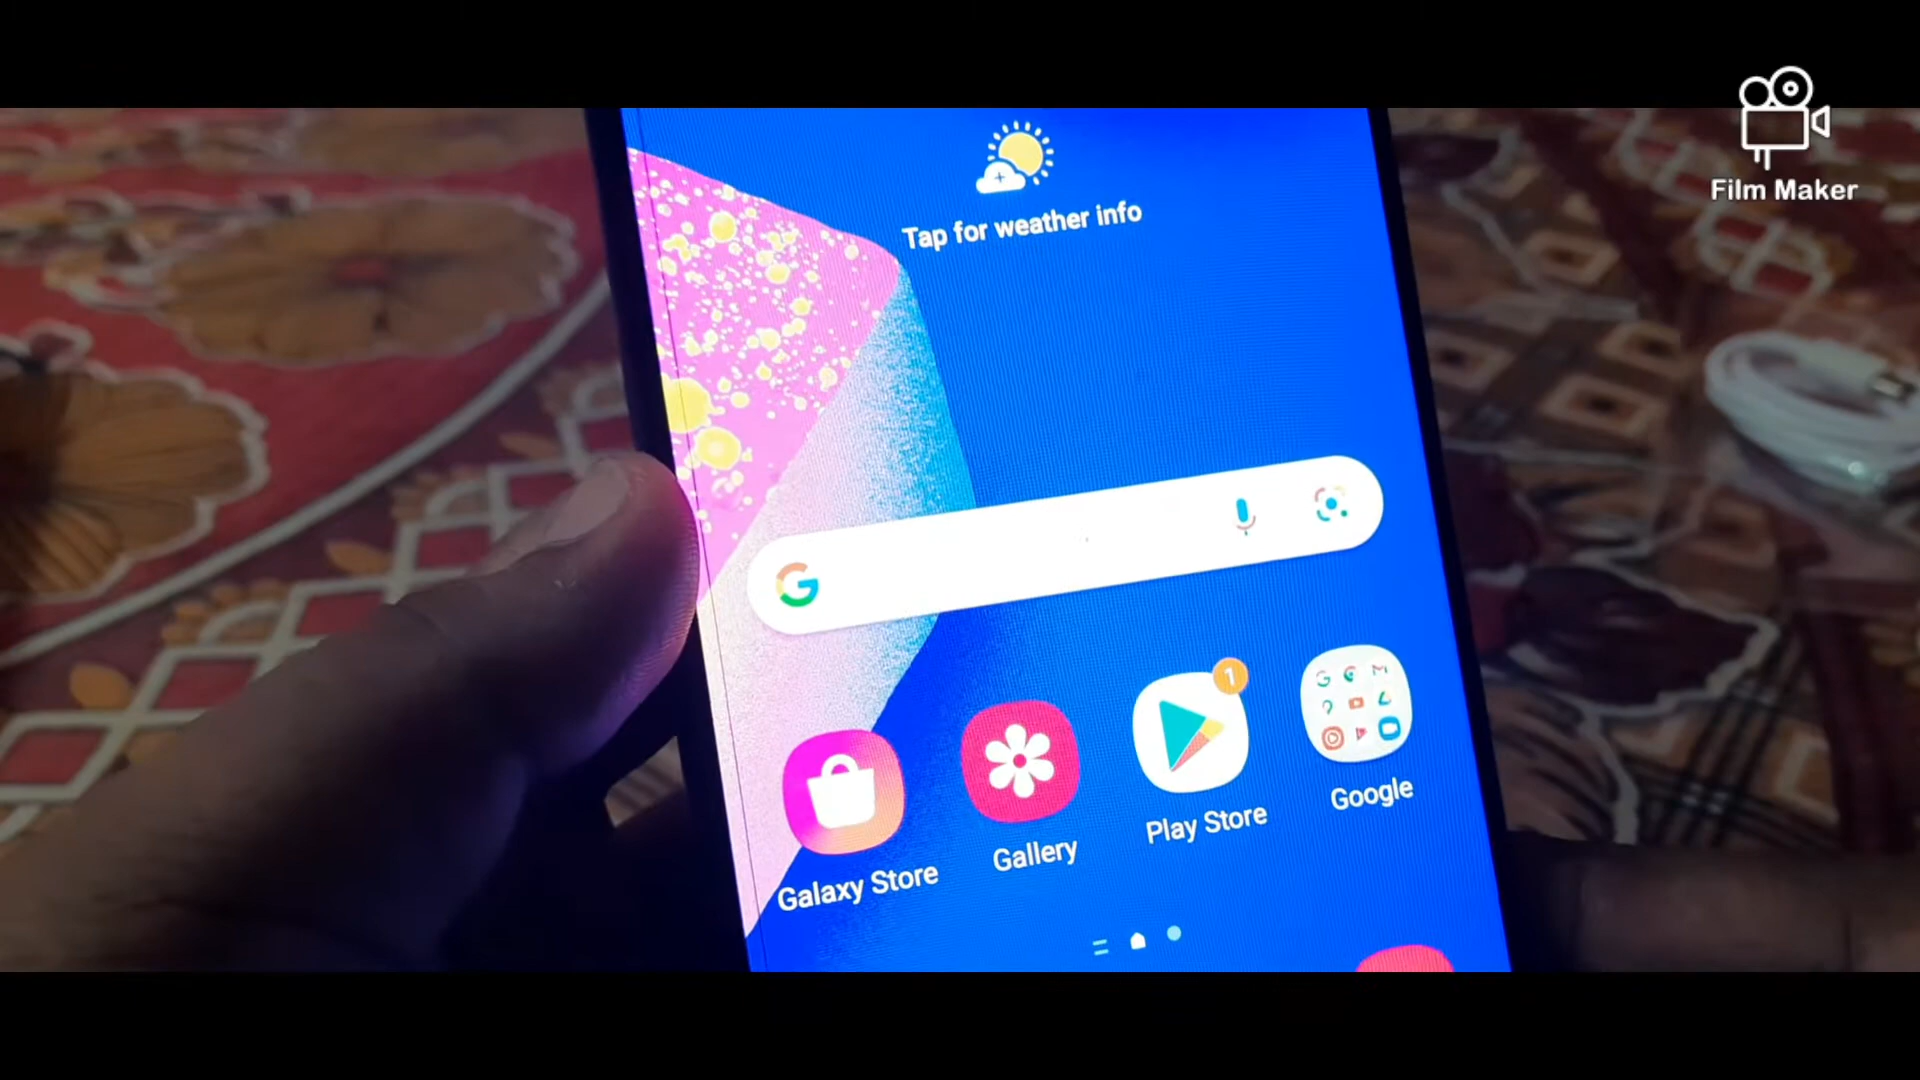 Film Maker
Tap for weather info
G
1
Galaxy Store
Gallery
Play Store
Google